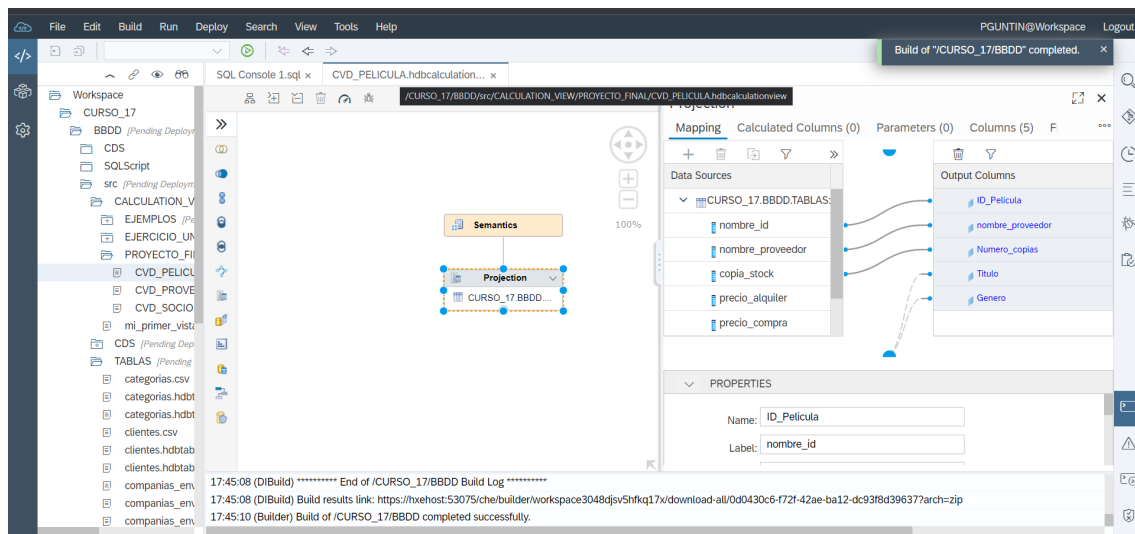 File Edit Build Run Deploy Search View Tools Help PGUNTIN@Workspace Logout
Build of "/CURSO_17/BBDD" completed. ×
SQL Console 1.sql × CVD_PELICULA.hdbcalculation... ×
/CURSO_17/BBDD/src/CALCULATION_VIEW/PROYECTO_FINAL/CVD_PELICULA.hdbcalculationview
Workspace
CURSO_17
BBDD [Pending Deployn
CDS
SQLScript
src [Pending Deploym
CALCULATION_V
EJEMPLOS [Pe
EJERCICIO_UN
PROYECTO_FI
CVD_PELICU
CVD_PROVE
CVD_SOCIO
mi_primer_vista
CDS [Pending Dep
TABLAS [Pending
categorias.csv
categorias.hdbt
categorias.hdbt
clientes.csv
clientes.hdbtab
clientes.hdbtab
companias_env
companias_env
companias_env
Semantics
Projection
CURSO_17.BBDD....
100%
Projection
Mapping Calculated Columns (0) Parameters (0) Columns (5) F
Data Sources
CURSO_17.BBDD.TABLAS:
nombre_id
nombre_proveedor
copia_stock
precio_alquiler
precio_compra
Output Columns
ID_Pelicula
nombre_proveedor
Numero_copias
Titulo
Genero
PROPERTIES
Name: ID_Pelicula
Label: nombre_id
17:45:08 (DIBuild) ********** End of /CURSO_17/BBDD Build Log **********
17:45:08 (DIBuild) Build results link: https://hxehost:53075/che/builder/workspace3048djsv5hfkq17x/download-all/0d0430c6-f72f-42ae-ba12-dc93f8d39637?arch=zip
17:45:10 (Builder) Build of /CURSO_17/BBDD completed successfully.